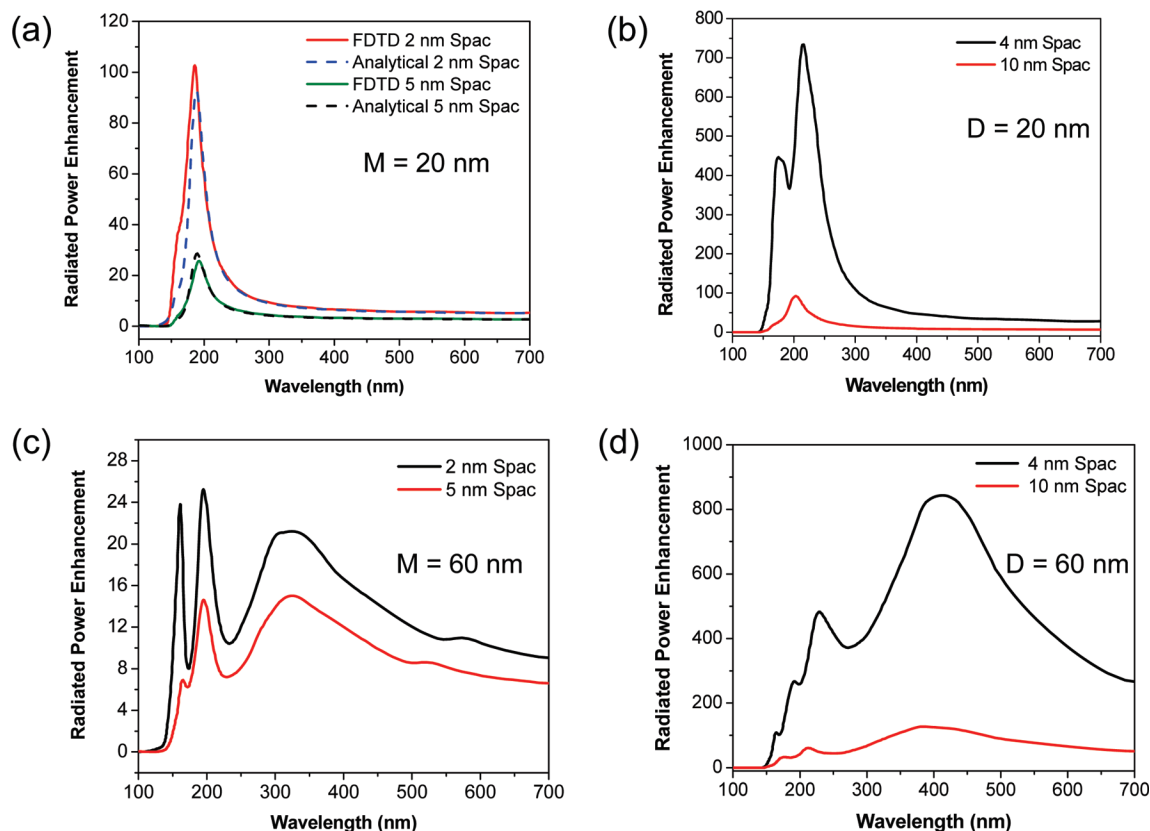 (a)
Radiated Power Enhancement
120
100
80
60
40
20
0
FDTD 2 nm Spac
Analytical 2 nm Spac
FDTD 5 nm Spac
Analytical 5 nm Spac
M = 20 nm
100 200 300 400 500 600 700
Wavelength (nm)
(b)
Radiated Power Enhancement
800
700
600
500
400
300
200
100
0
4 nm Spac
10 nm Spac
D = 20 nm
100 200 300 400 500 600 700
Wavelength (nm)
(c)
Radiated Power Enhancement
28
24
20
16
12
8
4
0
2 nm Spac
5 nm Spac
M = 60 nm
100 200 300 400 500 600 700
Wavelength (nm)
(d)
Radiated Power Enhancement
1000
800
600
400
200
0
4 nm Spac
10 nm Spac
D = 60 nm
100 200 300 400 500 600 700
Wavelength (nm)